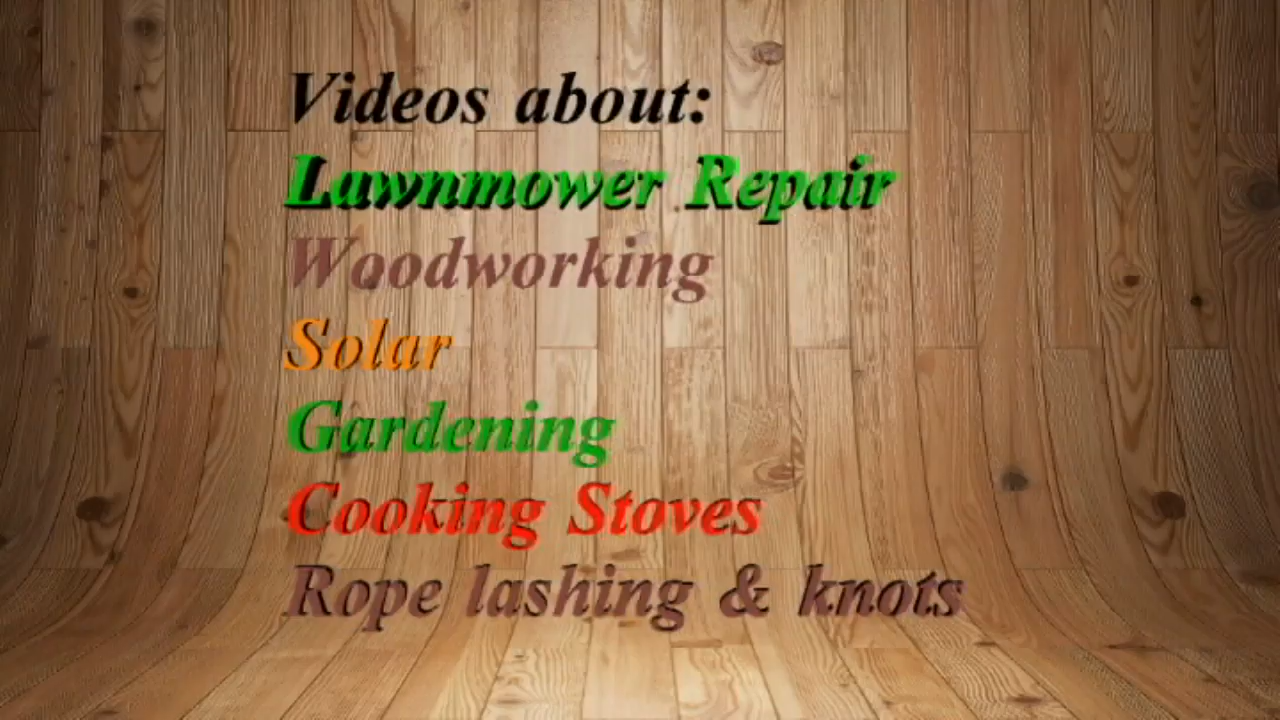 Videos about:
Lawnmower Repair
Woodworking
Solar
Gardening
Cooking Stoves
Rope lashing & knots